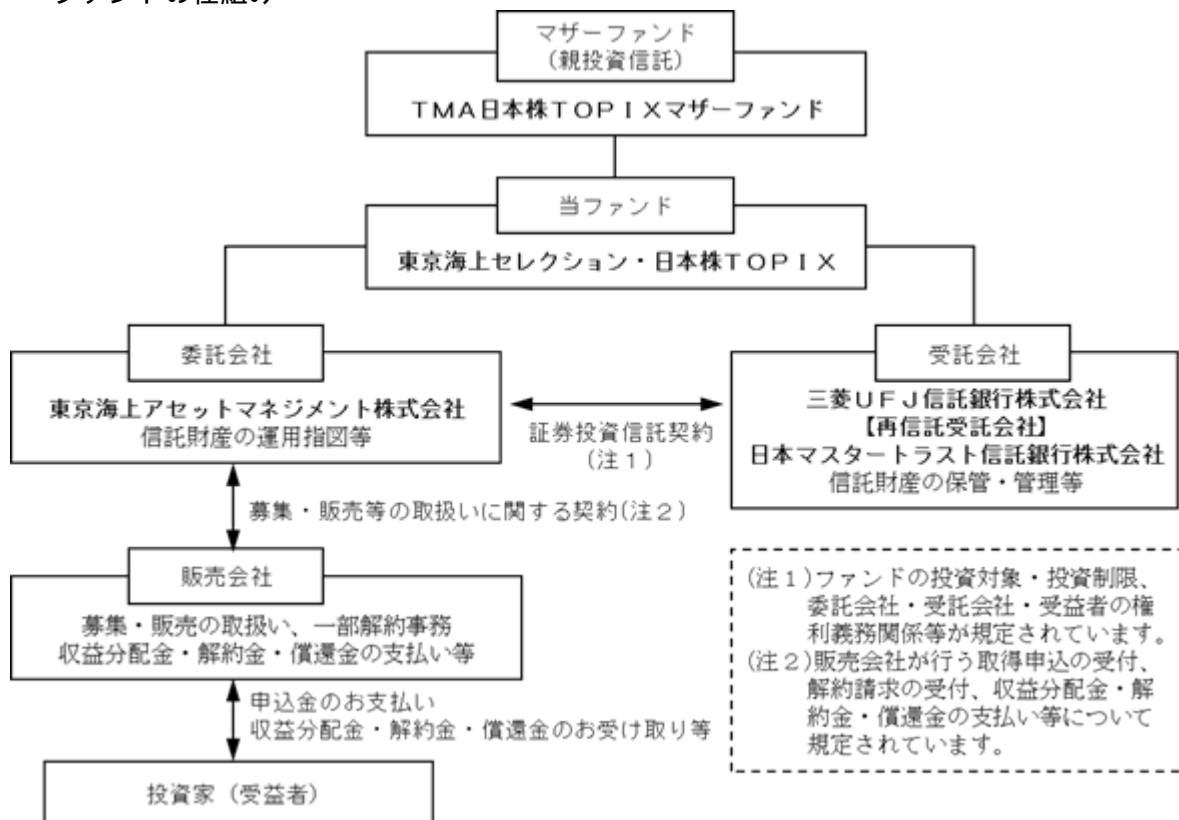 ファンドの仕組み
マザーファンド
(親投資信託)
TMA日本株TOPIXマザーファンド
当ファンド
東京海上セレクション・日本株TOPIX
委託会社
東京海上アセットマネジメント株式会社
信託財産の運用指図等
証券投資信託契約
(注1)
受託会社
三菱UFJ信託銀行株式会社
【再信託受託会社】
日本マスタートラスト信託銀行株式会社
信託財産の保管・管理等
募集・販売等の取扱いに関する契約(注2)
販売会社
募集・販売の取扱い、一部解約事務
収益分配金・解約金・償還金の支払い等
申込金のお支払い
収益分配金・解約金・償還金のお受け取り等
投資家(受益者)
(注1)ファンドの投資対象・投資制限、
委託会社・受託会社・受益者の権
利義務関係等が規定されています。
(注2)販売会社が行う取得申込の受付、
解約請求の受付、収益分配金・解
約金・償還金の支払い等について
規定されています。